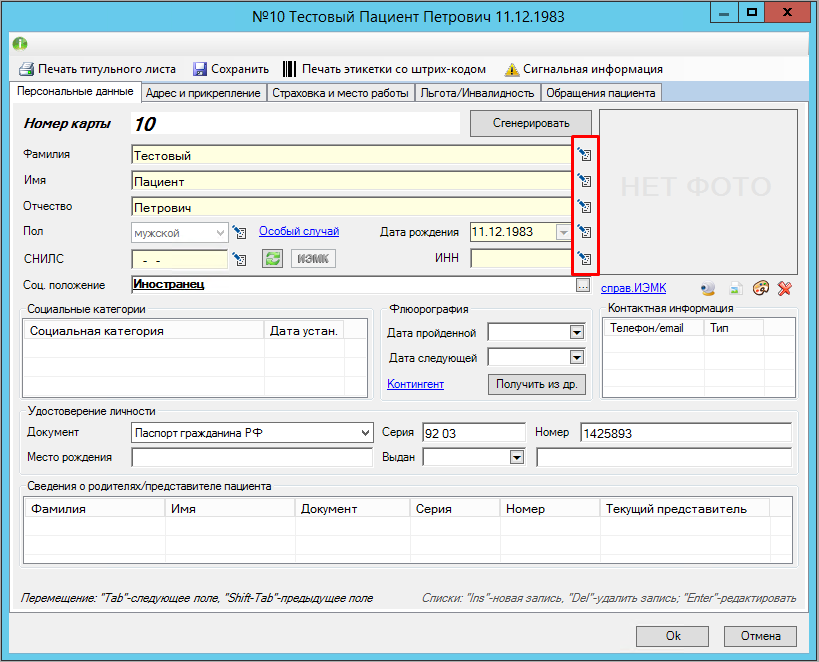 №10 Тестовый Пациент Петрович 11.12.1983
Печать титульного листа Сохранить Печать этикетки со штрих-кодом Сигнальная информация
Персональные данные Адрес и прикрепление Страховка и место работы Льгота/Инвалидность Обращения пациента
Номер карты 10 Сгенерировать
Фамилия Тестовый
Имя Пациент
НЕТ ФОТО
Отчество Петрович
Пол мужской Особый случай Дата рождения 11.12.1983
СНИЛС - - ИЭМК ИНН
Соц. положение Иностранец ... справ.ИЭМК
Социальные категории Флюорография Контактная информация
Социальная категория Дата устан. Дата пройденной Телефон/email Тип
Дата следующей
Контингент Получить из др.
Удостоверение личности
Документ Паспорт гражданина РФ Серия 92 03 Номер 1425893
Место рождения Выдан
Сведения о родителях/представителе пациента
Фамилия Имя Документ Серия Номер Текущий представитель
Перемещение: "Tab"-следующее поле, "Shift-Tab"-предыдущее поле Списки: "Ins"-новая запись, "Del"-удалить запись; "Enter"-редактировать
Ok Отмена